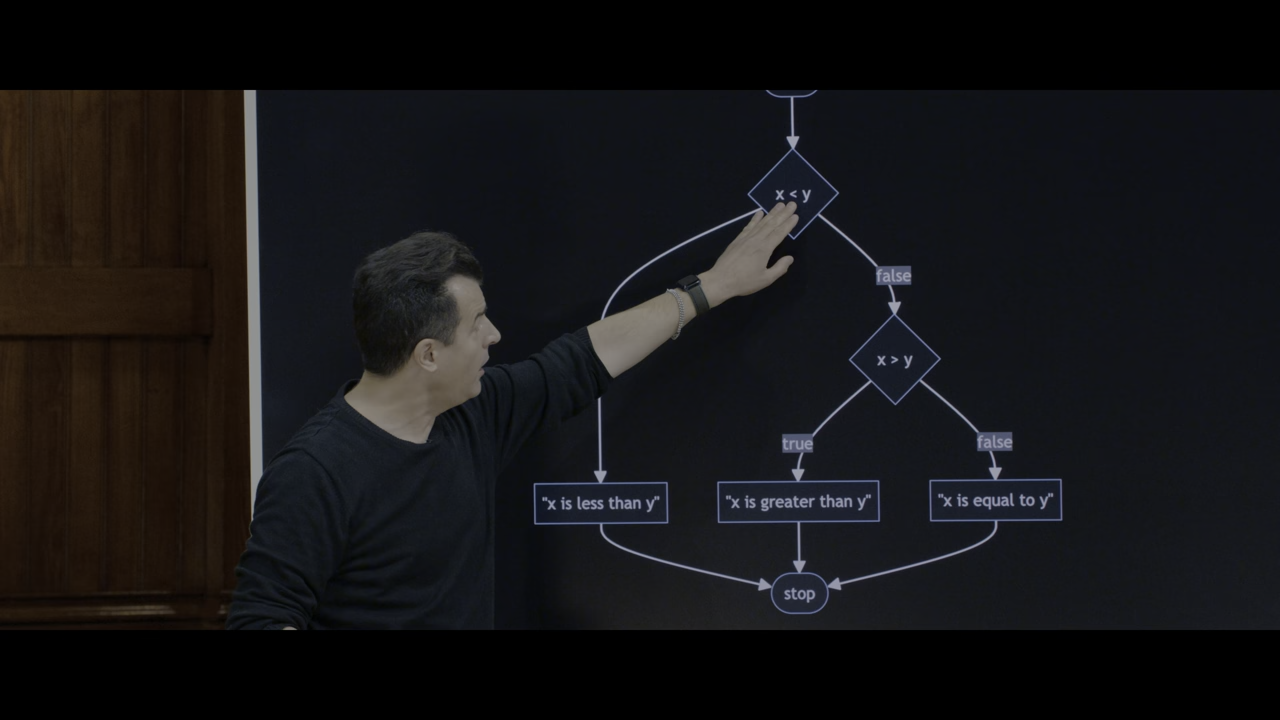 x < y
false
x > y
true
false
"x is less than y"
"x is greater than y"
"x is equal to y"
stop